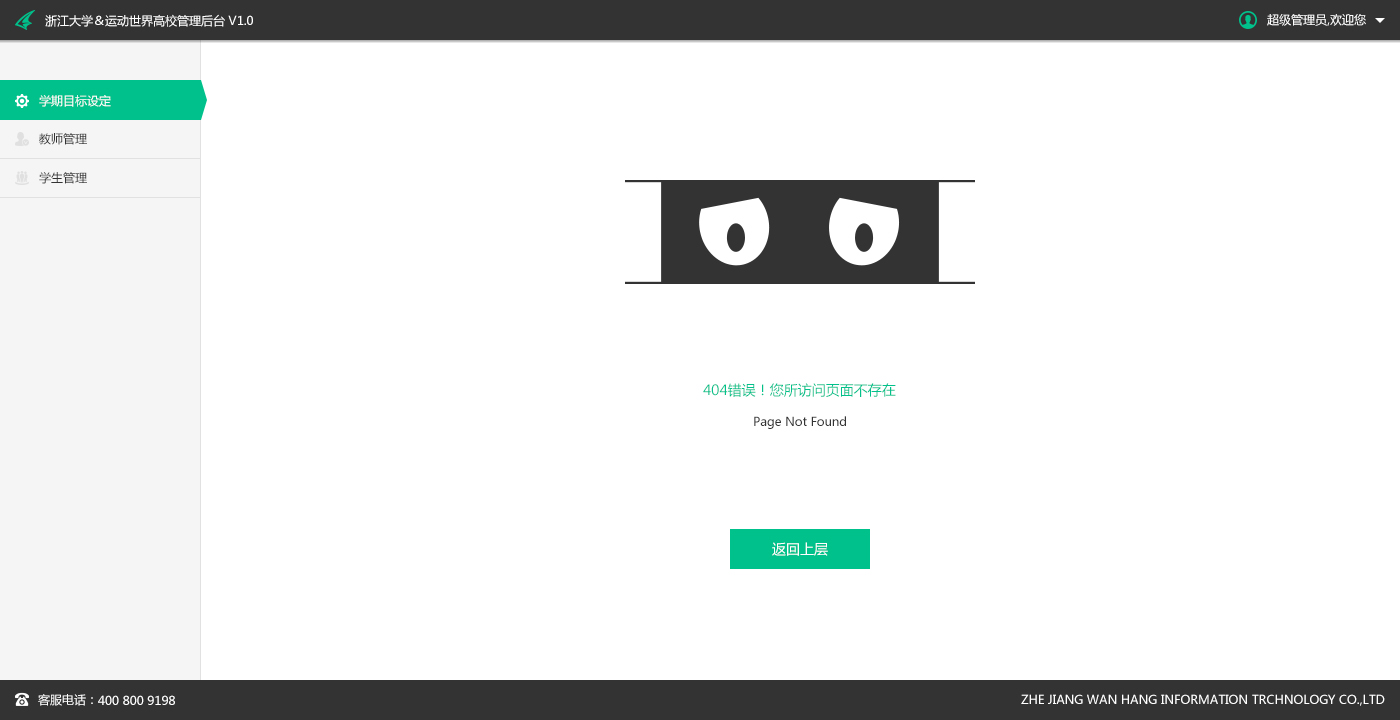 浙江大学&运动世界高校管理后台 V1.0
超级管理员,欢迎您
学期目标设定
教师管理
学生管理
404错误！您所访问页面不存在
Page Not Found
返回上层
客服电话：400 800 9198
ZHE JIANG WAN HANG INFORMATION TRCHNOLOGY CO.,LTD